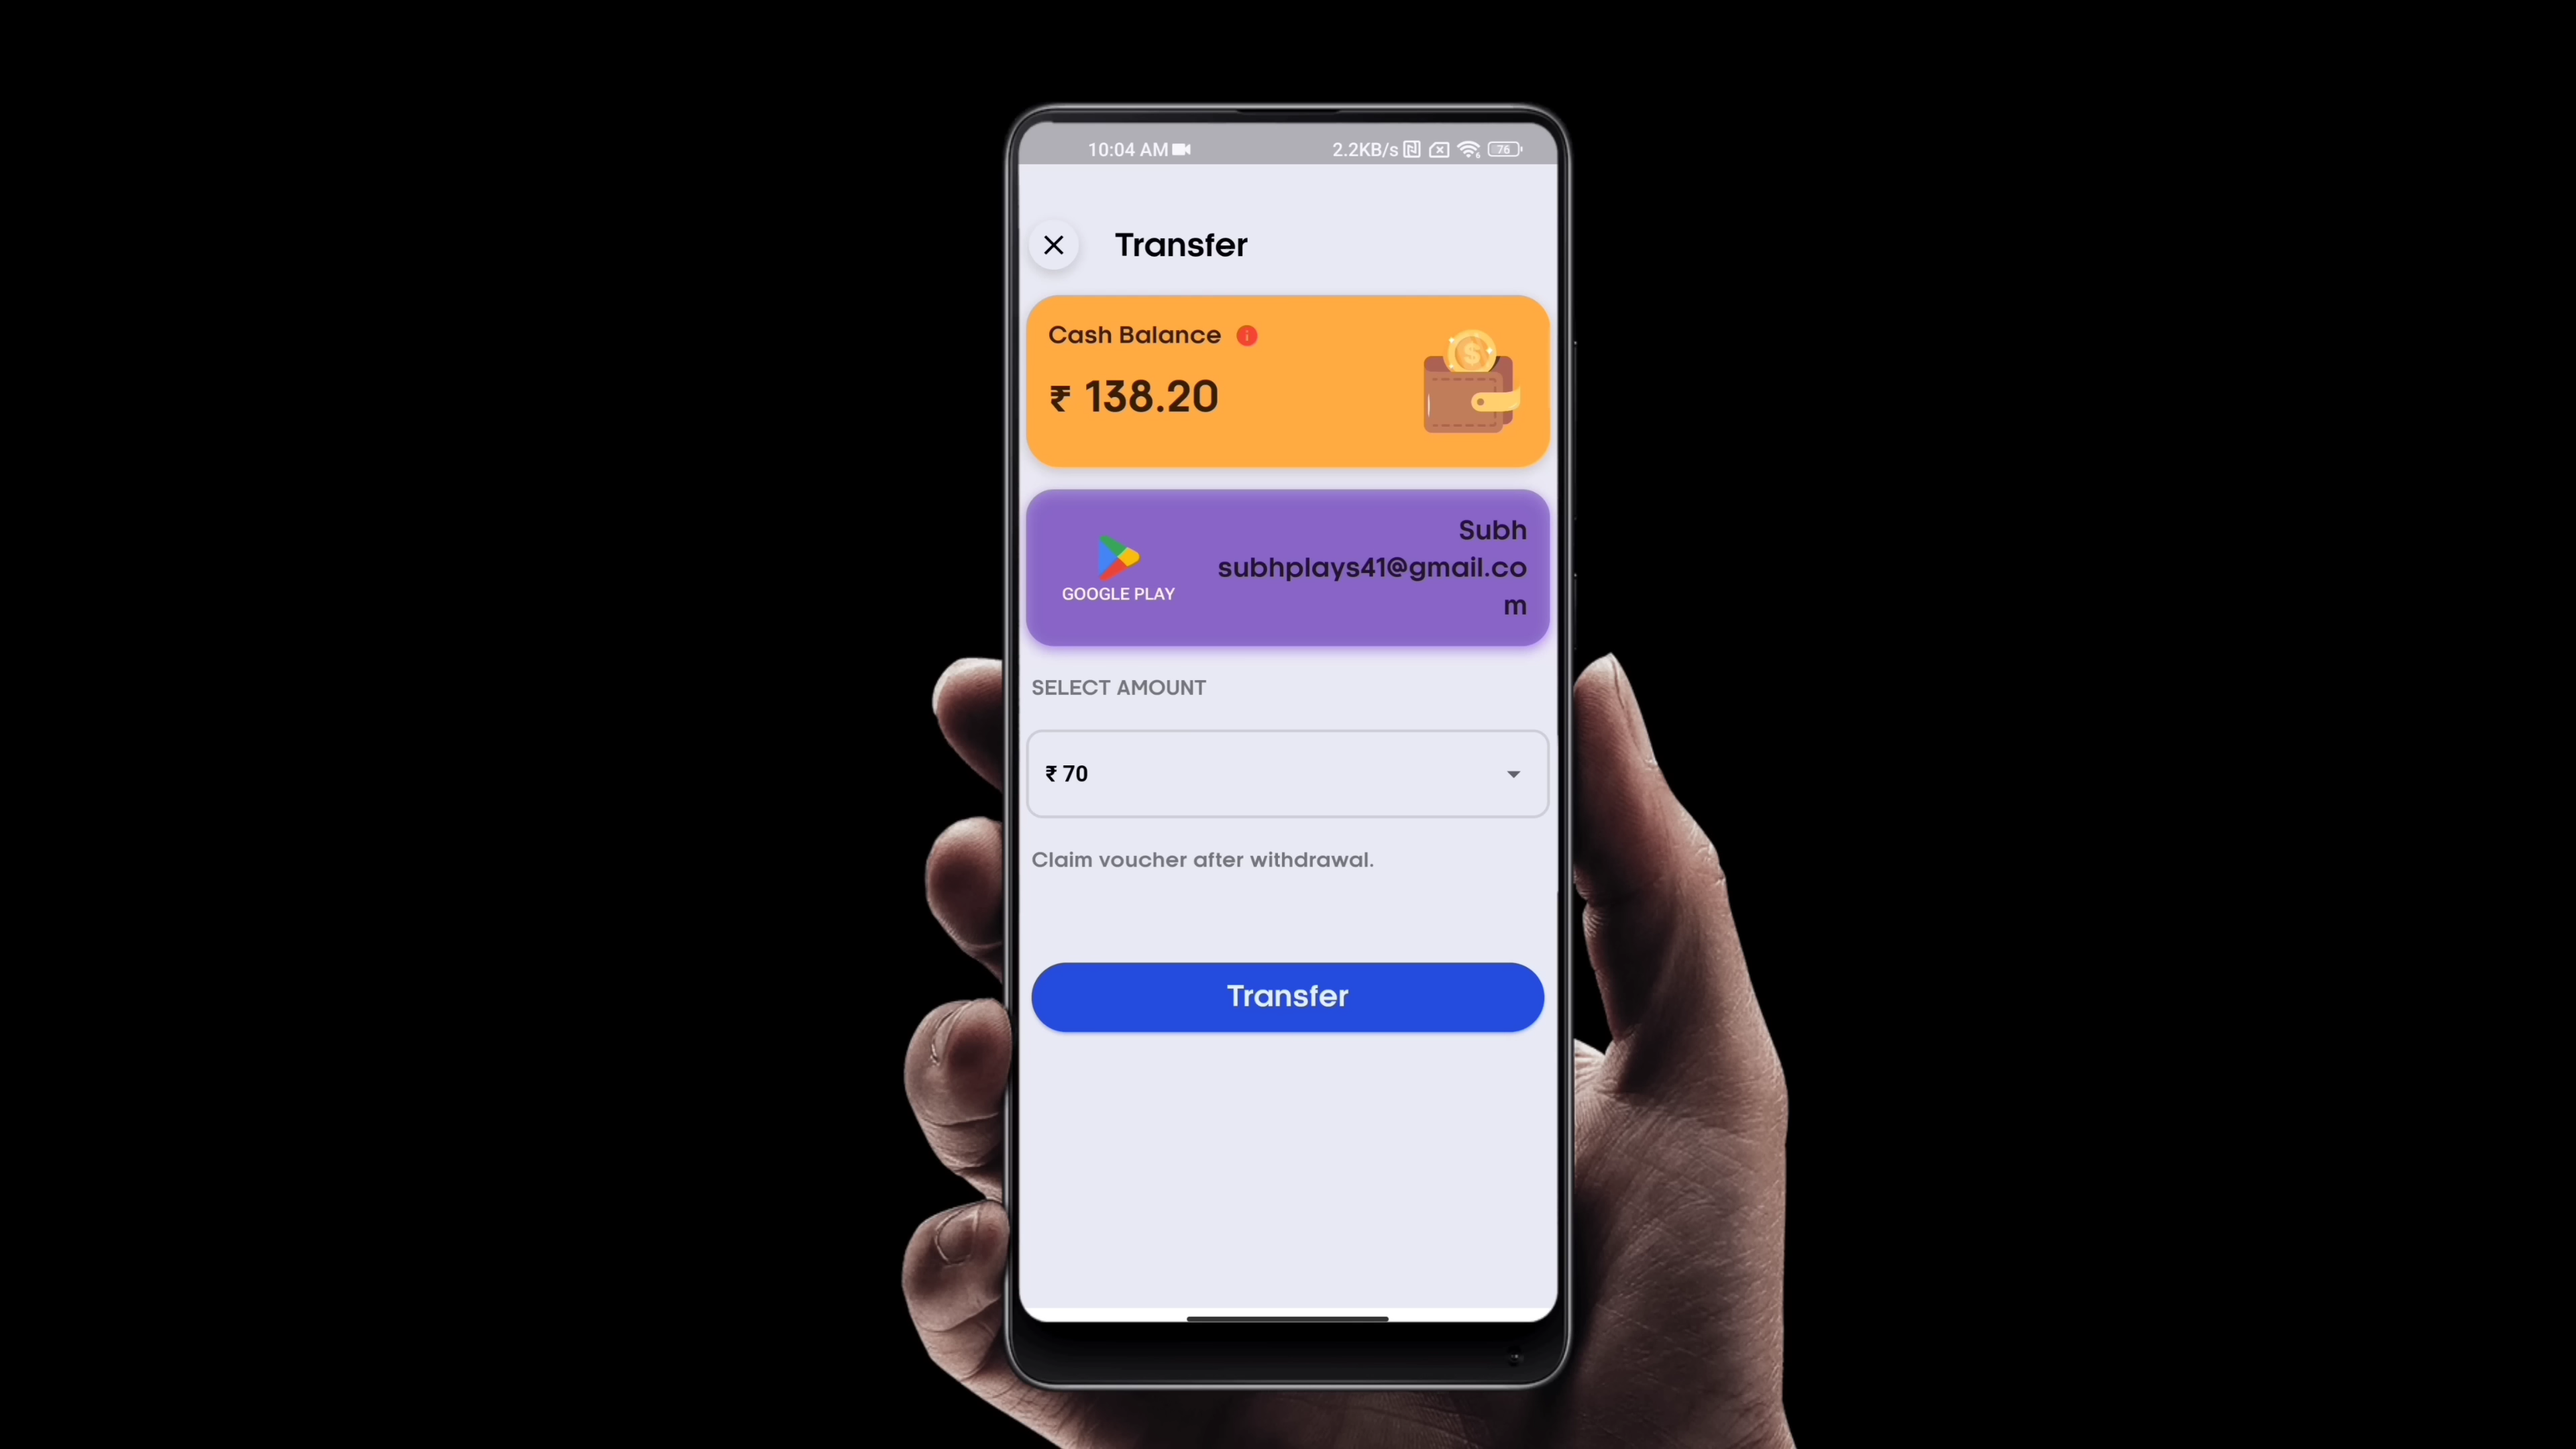 10:04 AM 2.2KB/s 76
Transfer
Cash Balance
₹ 138.20
Subh
subhplays41@gmail.co
m
GOOGLE PLAY
SELECT AMOUNT
₹ 70
Claim voucher after withdrawal.
Transfer